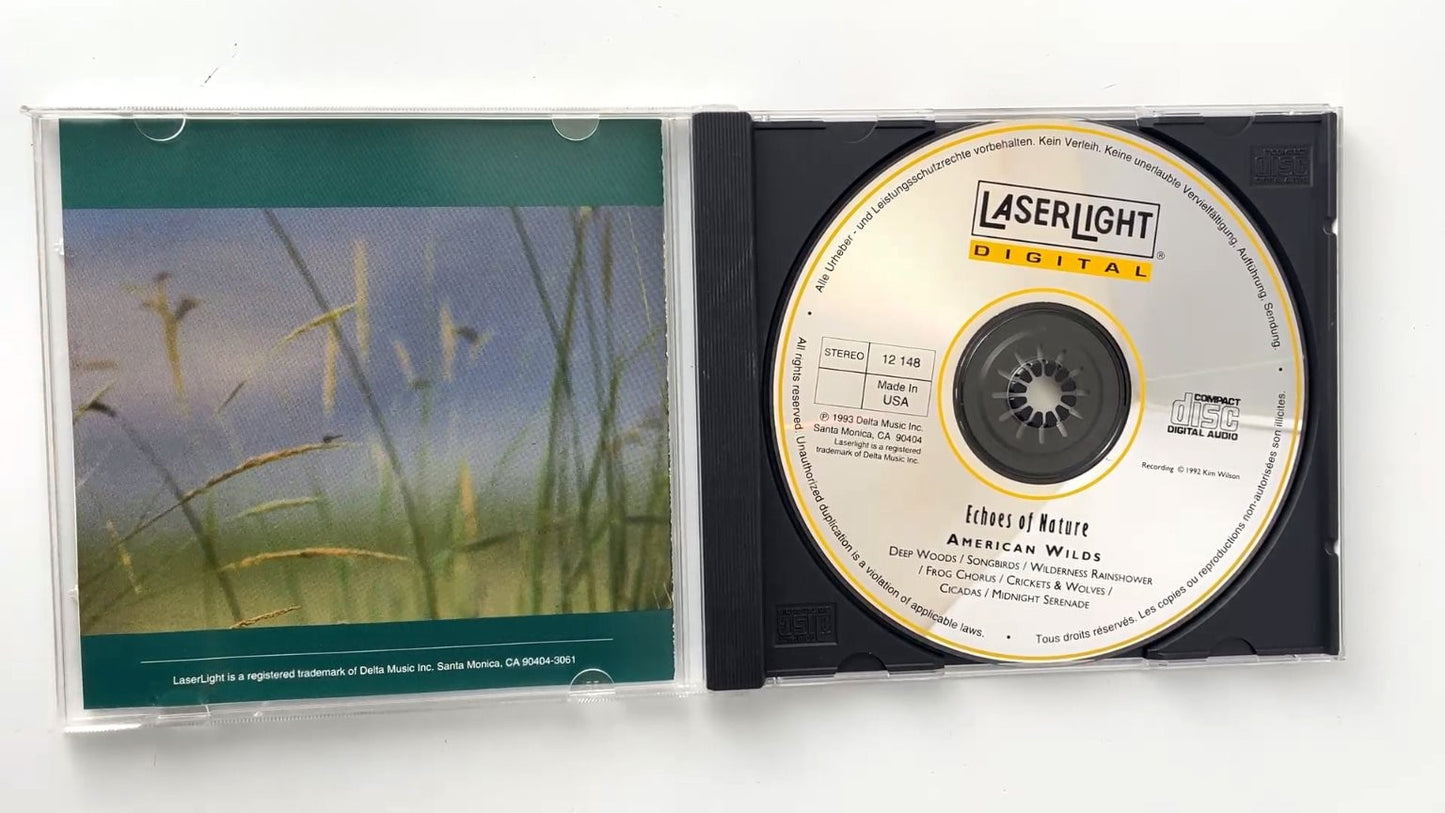 LaserLight is a registered trademark of Delta Music Inc. Santa Monica, CA 90404-3061
Alle Urheber - und Leistungsschutzrechte vorbehalten. Kein Verleih. Keine unerlaubte Vervielfältigung, Aufführung, Sendung.
LASERLIGHT®
DIGITAL
STEREO
12 148
Made In
USA
℗ 1993 Delta Music Inc.
Santa Monica, CA 90404
Laserlight is a registered
trademark of Delta Music Inc.
COMPACT
disc
DIGITAL AUDIO
Recording © 1992 Kim Wilson
Echoes of Nature
AMERICAN WILDS
DEEP WOODS / SONGBIRDS / WILDERNESS RAINSHOWER
/ FROG CHORUS / CRICKETS & WOLVES /
CICADAS / MIDNIGHT SERENADE
All rights reserved. Unauthorized duplication is a violation of applicable laws.
Tous droits réservés. Les copies ou reproductions non-autorisées son illicites.
COMPACT
disc
disc